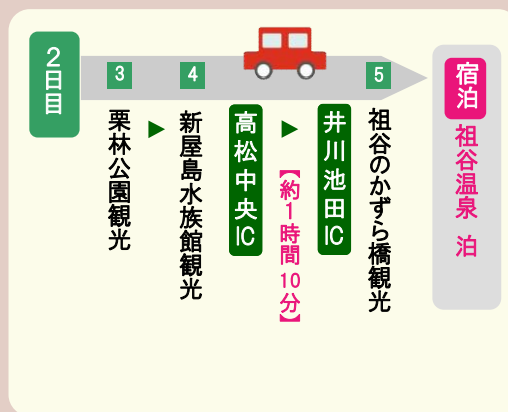 2日目
3
栗林公園観光
▶
4
新屋島水族館観光
高松中央IC
▶
【約1時間10分】
井川池田IC
5
祖谷のかずら橋観光
宿泊
祖谷温泉 泊